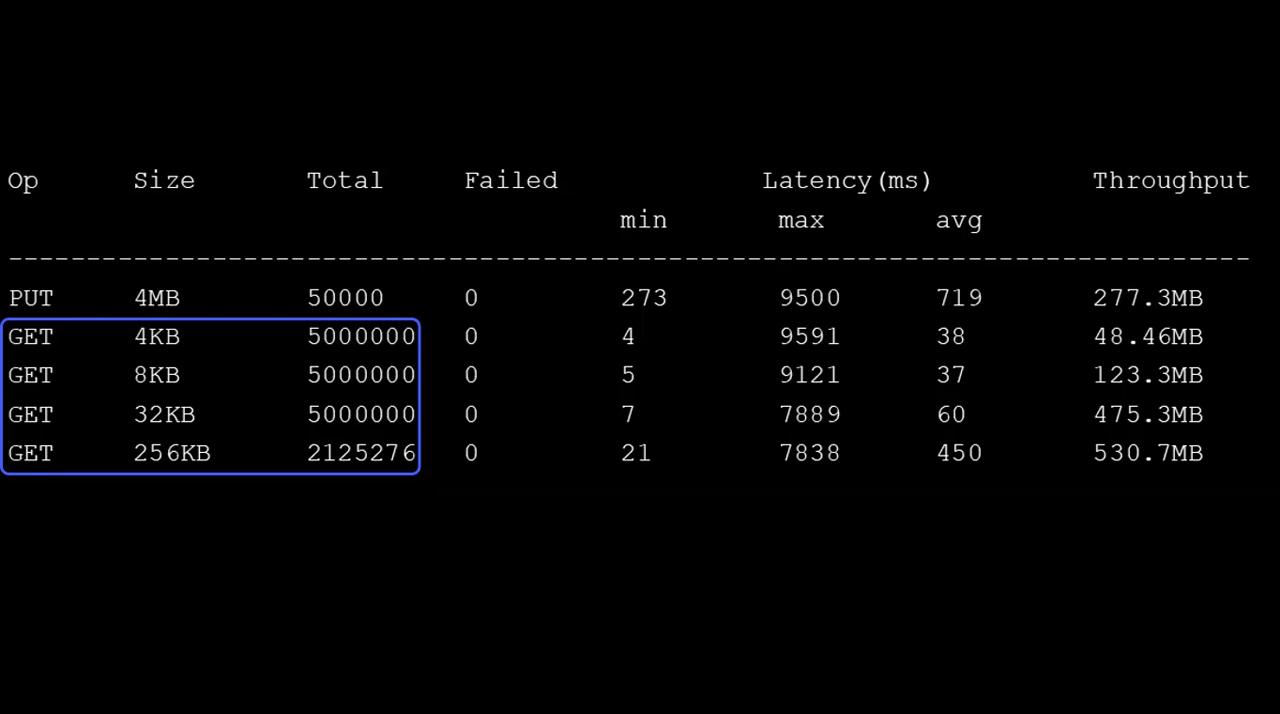 Op Size Total Failed Latency(ms) Throughput
min max avg
--------------------------------------------------------------------------------
PUT 4MB 50000 0 273 9500 719 277.3MB
GET 4KB 5000000 0 4 9591 38 48.46MB
GET 8KB 5000000 0 5 9121 37 123.3MB
GET 32KB 5000000 0 7 7889 60 475.3MB
GET 256KB 2125276 0 21 7838 450 530.7MB